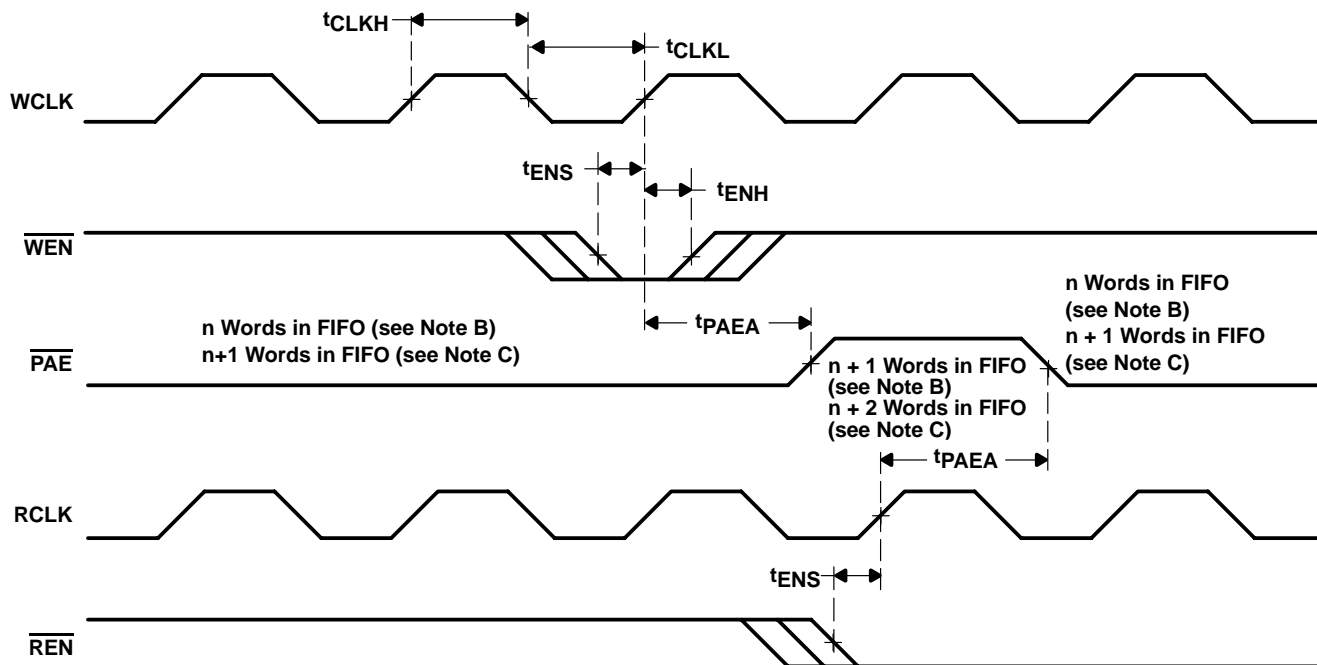 tCLKH
tCLKL
WCLK
tENS
tENH
WEN
n Words in FIFO
(see Note B)
n + 1 Words in FIFO
(see Note C)
tPAEA
n Words in FIFO (see Note B)
n+1 Words in FIFO (see Note C)
PAE
n + 1 Words in FIFO
(see Note B)
n + 2 Words in FIFO
(see Note C)
tPAEA
RCLK
tENS
REN